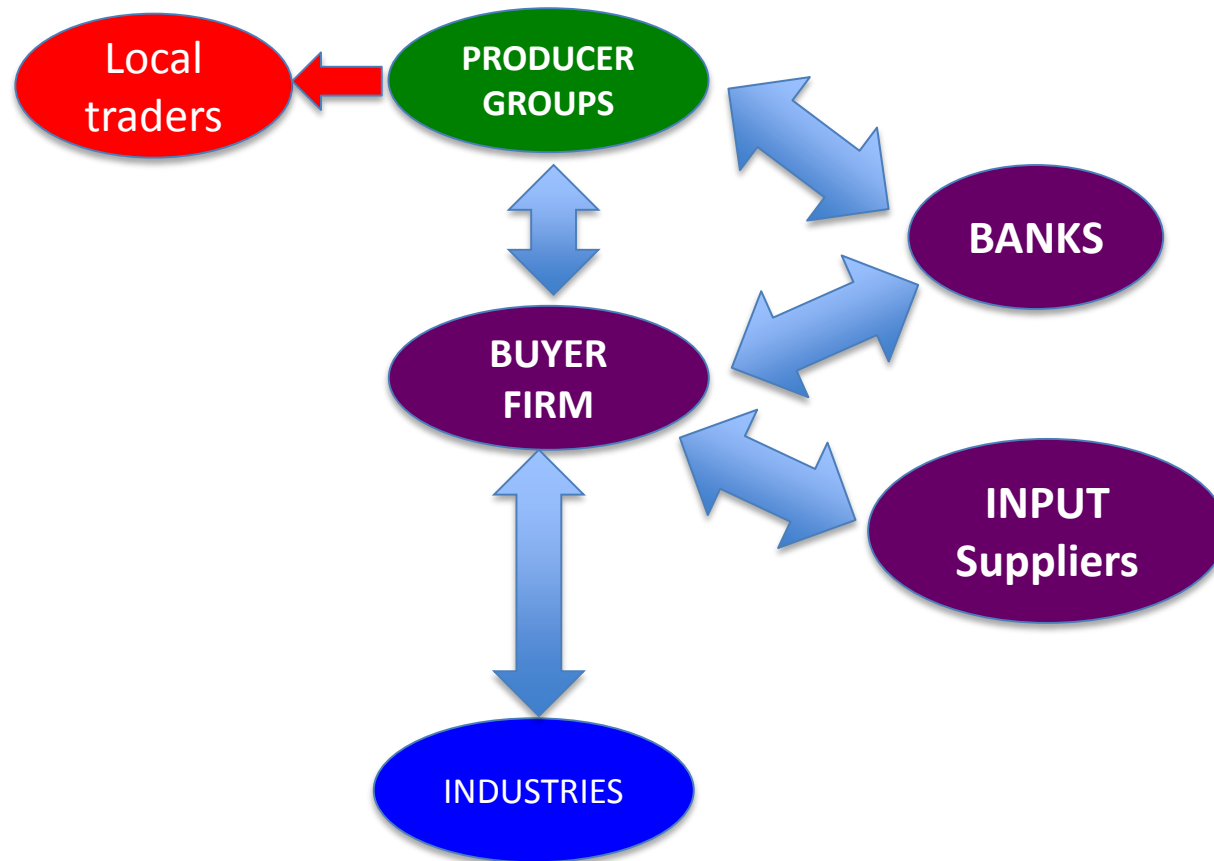 Local
traders
PRODUCER
GROUPS
BANKS
BUYER
FIRM
INPUT
Suppliers
INDUSTRIES